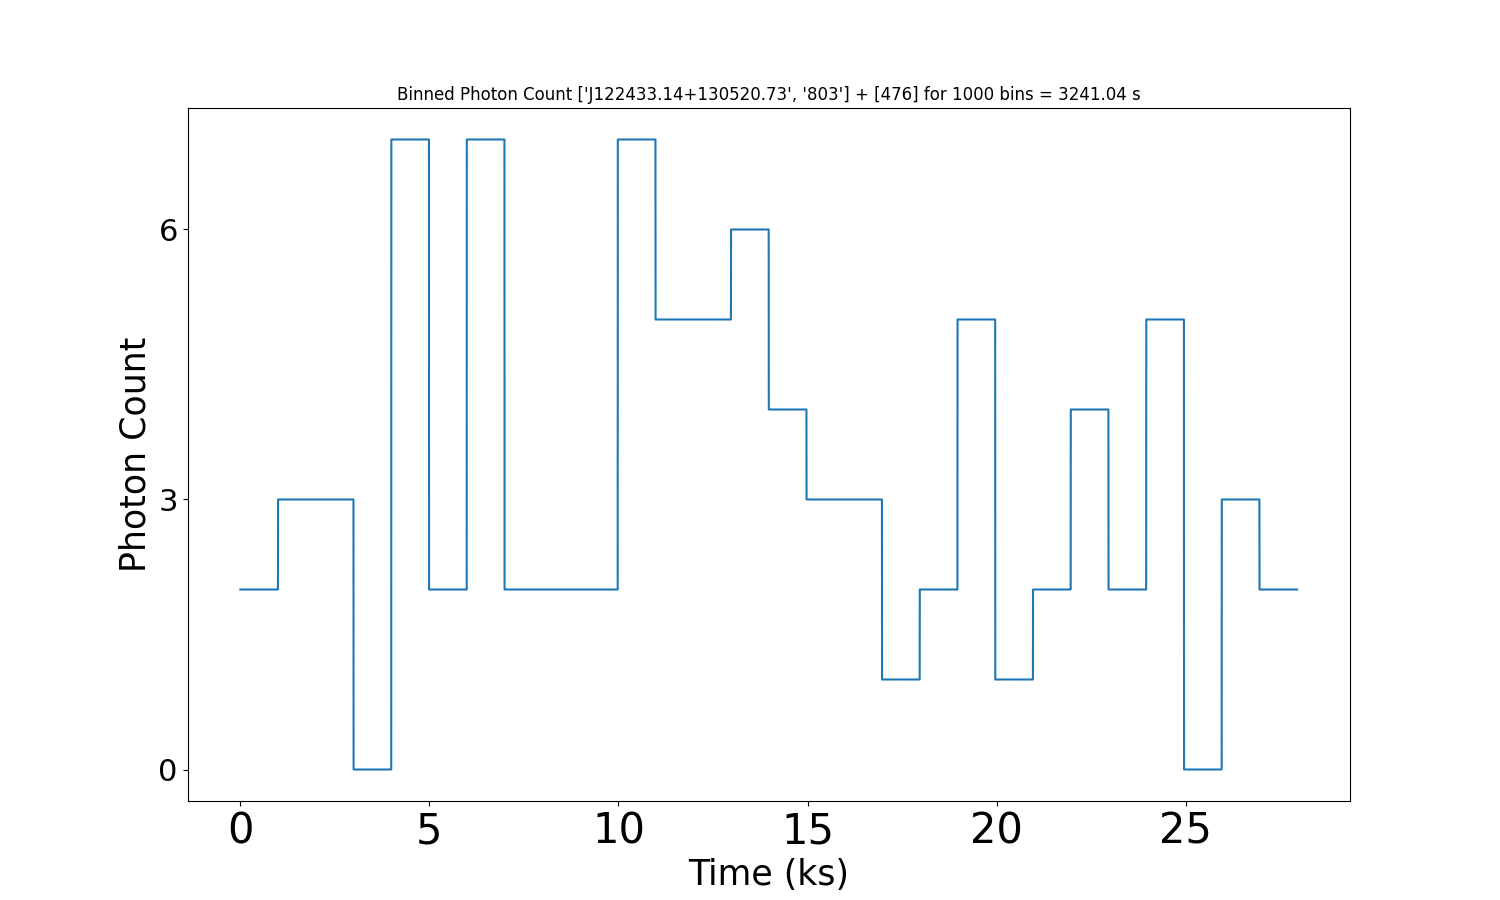 Binned Photon Count ['J122433.14+130520.73', '803'] + [476] for 1000 bins = 3241.04 s
Photon Count
6
3
0
0 5 10 15 20 25
Time (ks)